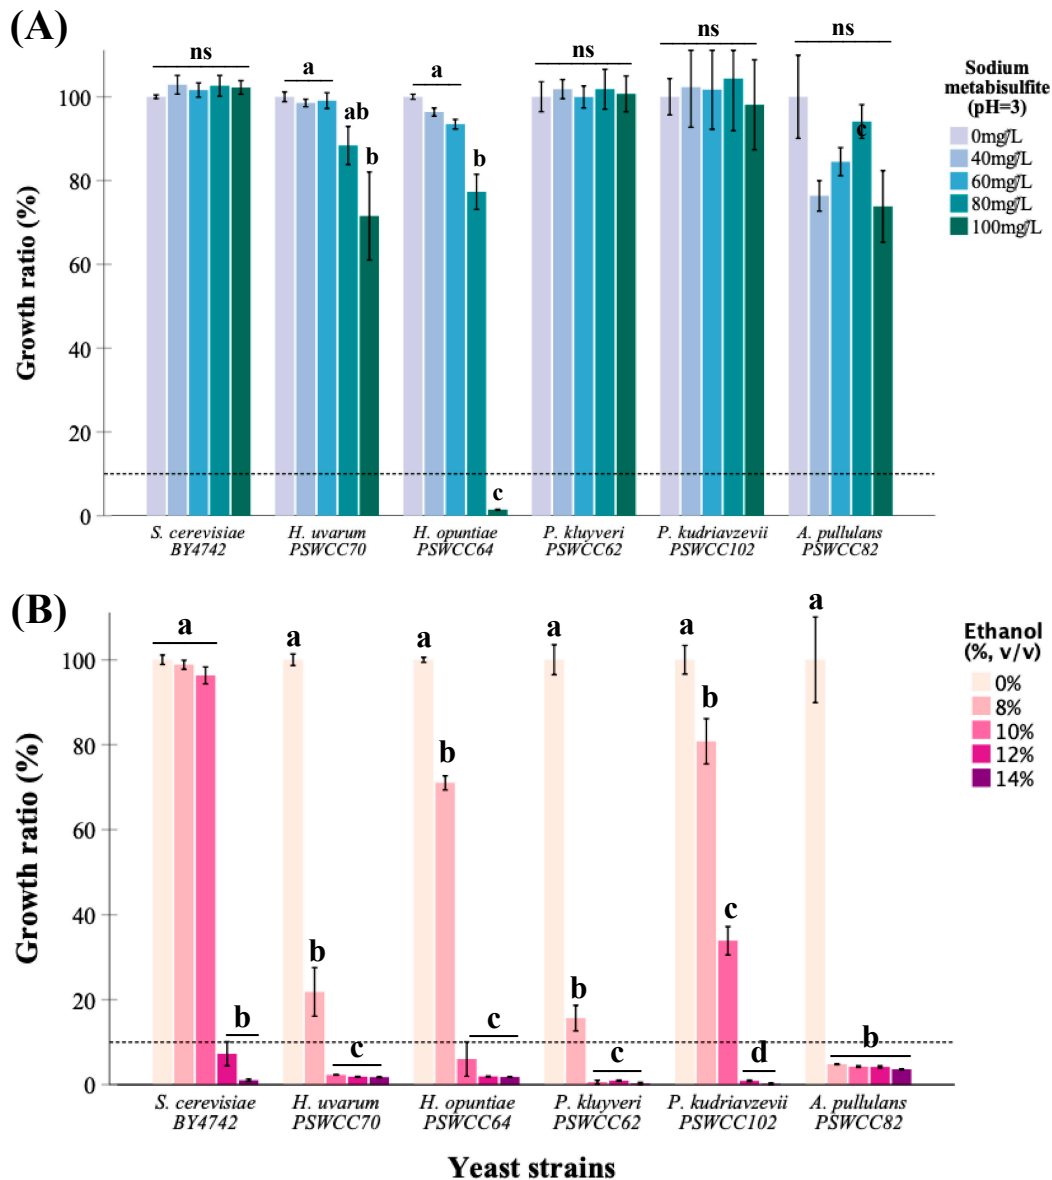 (A)
ns
a
ab
b
a
b
c
ns
ns
ns
c
Growth ratio (%)
100
80
60
40
20
0
Sodium
metabisulfite
(pH=3)
0mg/L
40mg/L
60mg/L
80mg/L
100mg/L
S. cerevisiae
BY4742
H. uvarum
PSWCC70
H. opuntiae
PSWCC64
P. kluyveri
PSWCC62
P. kudriavzevii
PSWCC102
A. pullulans
PSWCC82
(B)
a
b
a
b
c
a
b
c
a
b
c
a
b
c
d
a
b
Growth ratio (%)
100
80
60
40
20
0
Ethanol
(%, v/v)
0%
8%
10%
12%
14%
S. cerevisiae
BY4742
H. uvarum
PSWCC70
H. opuntiae
PSWCC64
P. kluyveri
PSWCC62
P. kudriavzevii
PSWCC102
A. pullulans
PSWCC82
Yeast strains